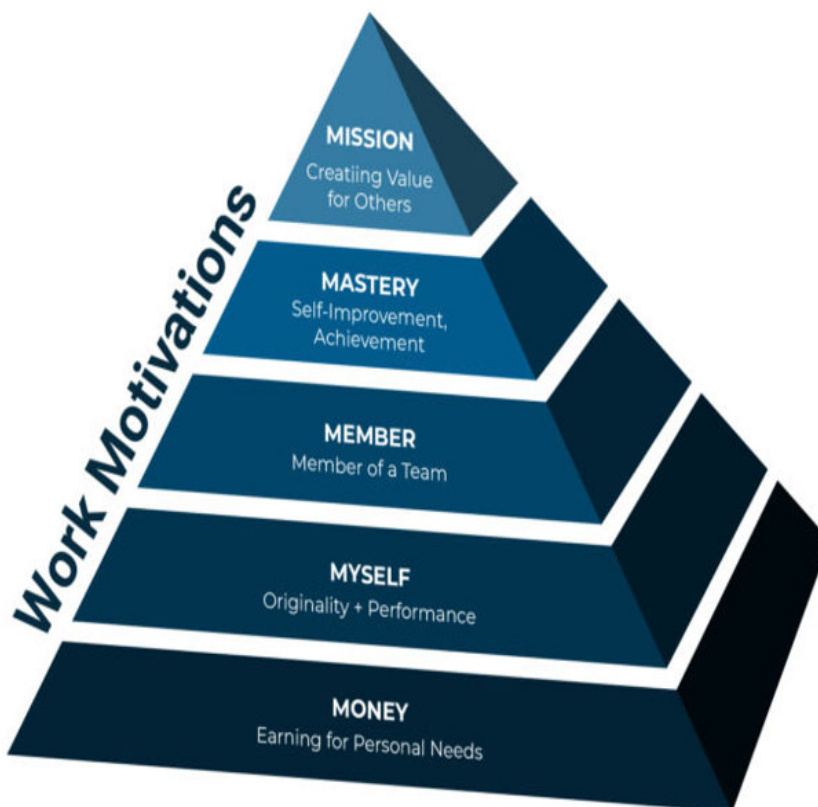 Work Motivations
MISSION
Creatiing Value
for Others
MASTERY
Self-Improvement,
Achievement
MEMBER
Member of a Team
MYSELF
Originality + Performance
MONEY
Earning for Personal Needs